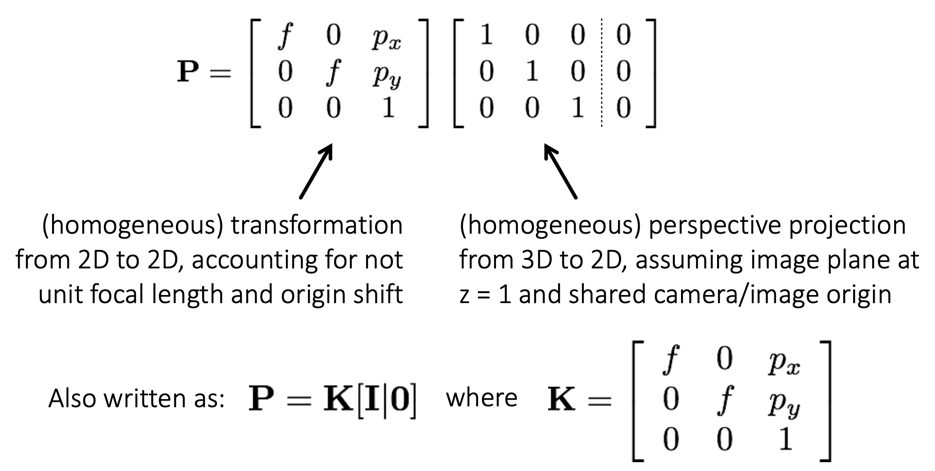 P = [ f 0 pₓ ; 0 f p_y ; 0 0 1 ] [ 1 0 0 | 0 ; 0 1 0 | 0 ; 0 0 1 | 0 ]
(homogeneous) transformation
from 2D to 2D, accounting for not
unit focal length and origin shift
(homogeneous) perspective projection
from 3D to 2D, assuming image plane at
z = 1 and shared camera/image origin
Also written as: P = K[I|0] where K = [ f 0 pₓ ; 0 f p_y ; 0 0 1 ]